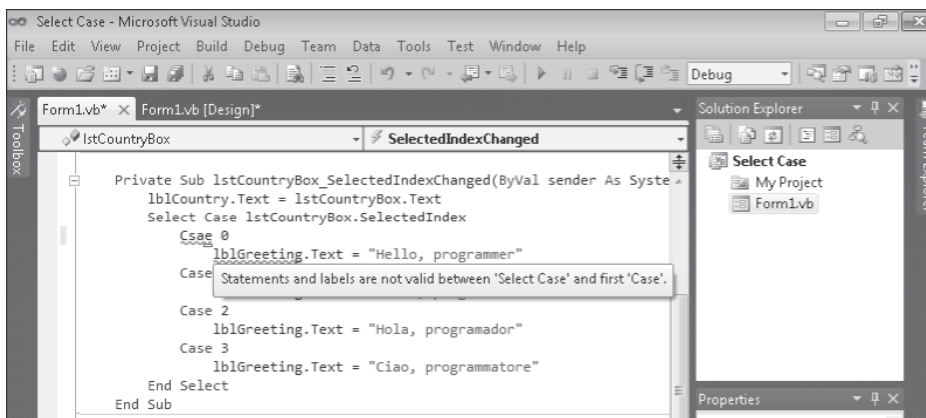 Select Case - Microsoft Visual Studio
File Edit View Project Build Debug Team Data Tools Test Window Help
Debug
Form1.vb* Form1.vb [Design]*
Toolbox
lstCountryBox SelectedIndexChanged
Private Sub lstCountryBox_SelectedIndexChanged(ByVal sender As Syste
lblCountry.Text = lstCountryBox.Text
Select Case lstCountryBox.SelectedIndex
Csae 0
lblGreeting.Text = "Hello, programmer"
Case
Statements and labels are not valid between 'Select Case' and first 'Case'.
Case 2
lblGreeting.Text = "Hola, programador"
Case 3
lblGreeting.Text = "Ciao, programmatore"
End Select
End Sub
Solution Explorer
Select Case
My Project
Form1.vb
Properties